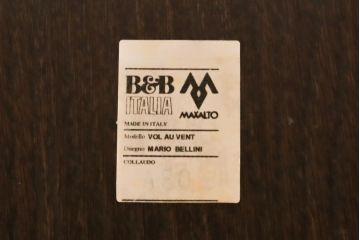 B&B
ITALIA
MAXALTO
MADE IN ITALY
Modello VOL AU VENT
Disegno MARIO BELLINI
COLLAUDO